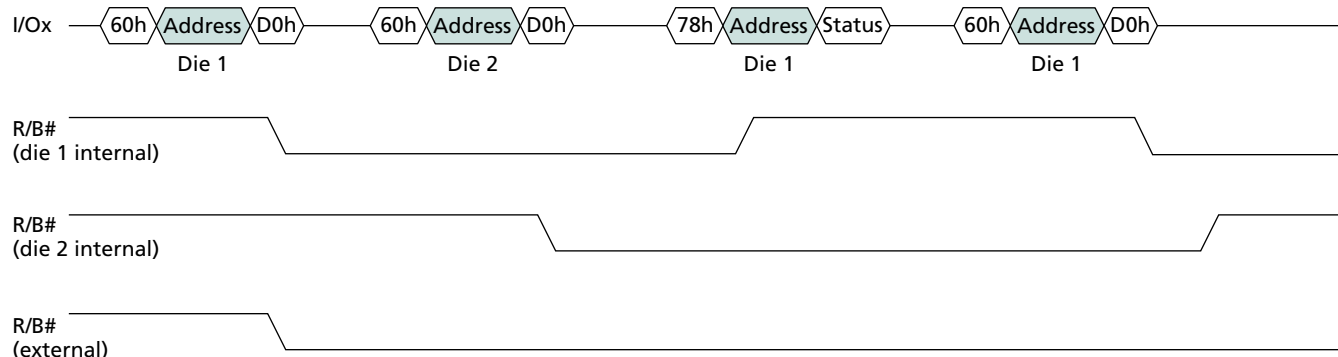 I/Ox 60h Address D0h 60h Address D0h 78h Address Status 60h Address D0h
Die 1 Die 2 Die 1 Die 1
R/B#
(die 1 internal)
R/B#
(die 2 internal)
R/B#
(external)